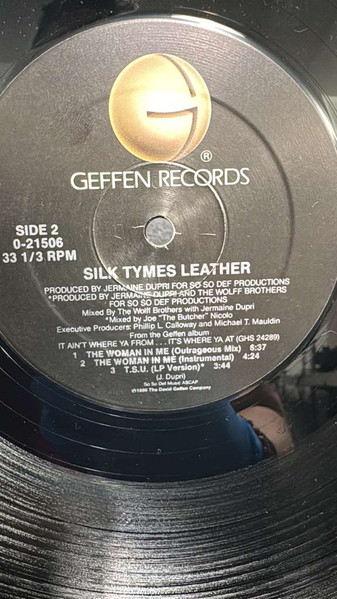 G
®
GEFFEN RECORDS
SIDE 2
0-21506
33 1/3 RPM
SILK TYMES LEATHER
PRODUCED BY JERMAINE DUPRI FOR SO SO DEF PRODUCTIONS
*PRODUCED BY JERMAINE DUPRI AND THE WOLFF BROTHERS
FOR SO SO DEF PRODUCTIONS
Mixed By The Wolff Brothers with Jermaine Dupri
*Mixed by Joe "The Butcher" Nicolo
Executive Producers: Phillip L. Calloway and Michael T. Mauldin
From the Geffen album
IT AIN'T WHERE YA FROM . . . IT'S WHERE YA AT (GHS 24289)
1 THE WOMAN IN ME (Outrageous Mix) 5:37
2 THE WOMAN IN ME (Instrumental) 4:24
3 T.S.U. (LP Version)* 3:44
(J. Dupri)
So So Def Music ASCAP
℗1990 The David Geffen Company